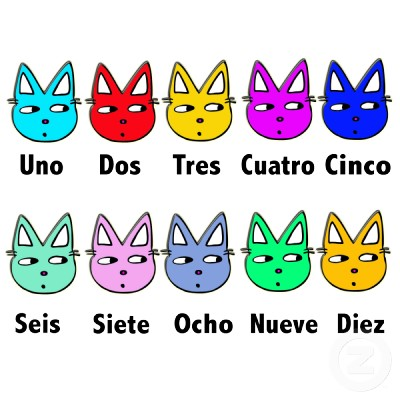 Uno Dos Tres Cuatro Cinco
Seis Siete Ocho Nueve Diez
Z